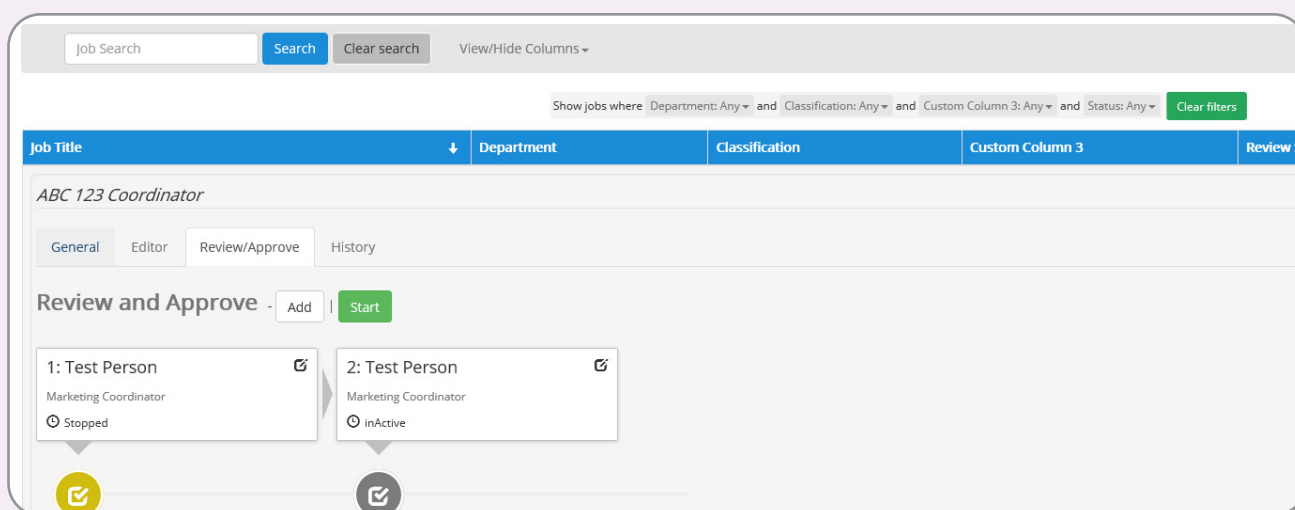 Job Search Search Clear search View/Hide Columns
Show jobs where Department: Any and Classification: Any and Custom Column 3: Any and Status: Any Clear filters
Job Title Department Classification Custom Column 3 Review
ABC 123 Coordinator
General Editor Review/Approve History
Review and Approve - Add | Start
1: Test Person 2: Test Person
Marketing Coordinator Marketing Coordinator
Stopped inActive